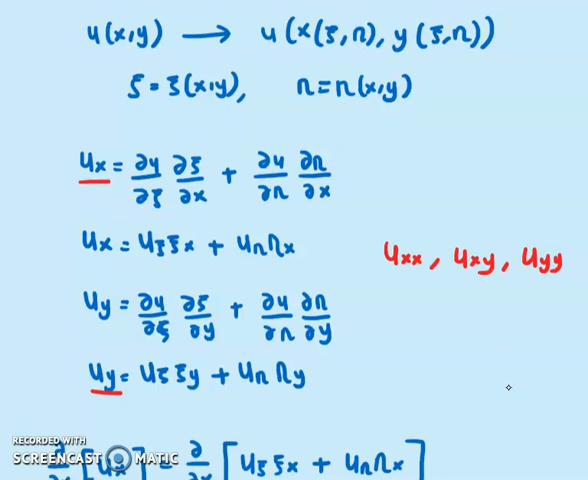 u(x,y) → u(x(ξ,η), y(ξ,η))
ξ = ξ(x,y), η = η(x,y)
ux = ∂u/∂ξ ∂ξ/∂x + ∂u/∂η ∂η/∂x
ux = uξ ξx + uη ηx
uxx, uxy, uyy
uy = ∂u/∂ξ ∂ξ/∂y + ∂u/∂η ∂η/∂y
uy = uξ ξy + uη ηy
RECORDED WITH
SCREENCAST MATIC
[ux] = ∂/∂x [uξ ξx + uη ηx]